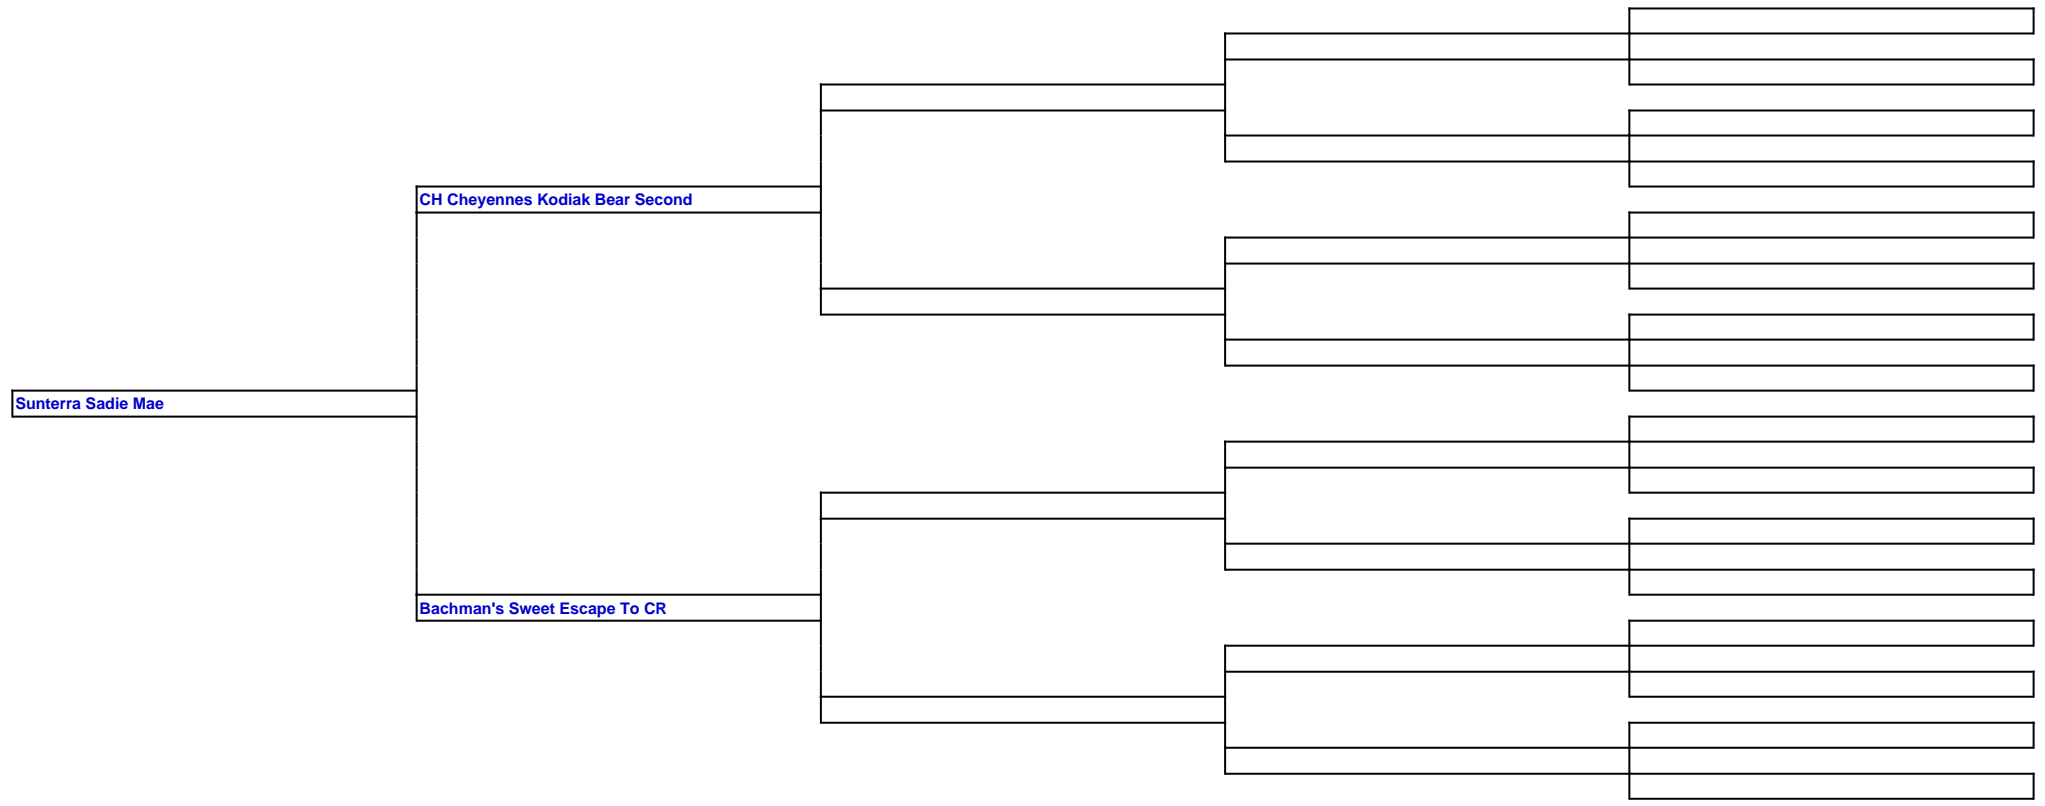 CH Cheyennes Kodiak Bear Second
Sunterra Sadie Mae
Bachman's Sweet Escape To CR